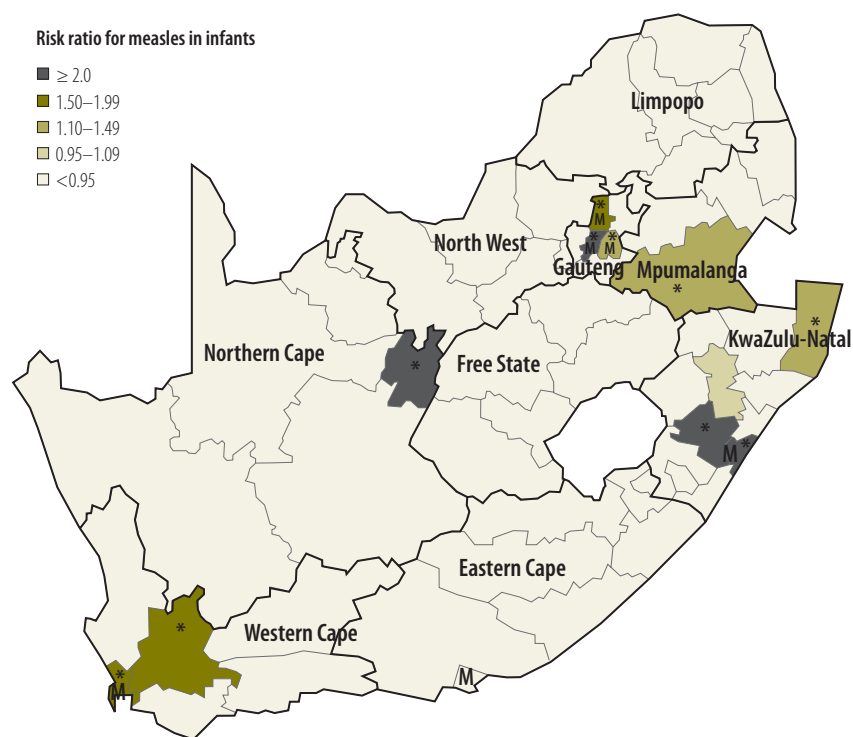 Risk ratio for measles in infants
≥ 2.0
1.50–1.99
1.10–1.49
0.95–1.09
<0.95
Limpopo
*
M
North West
* *
M M
Gauteng
Mpumalanga
*
*
KwaZulu-Natal
Northern Cape
*
Free State
*
*
M
Eastern Cape
*
Western Cape
*
M
M